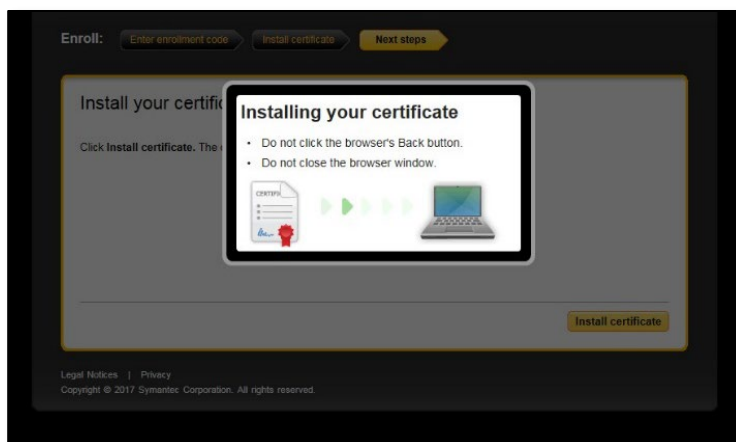 Enroll:
Enter enrollment code
Install certificate
Next steps
Install your certific
Click Install certificate. The
Installing your certificate
• Do not click the browser's Back button.
• Do not close the browser window.
CERTIFI
Install certificate
Legal Notices | Privacy
Copyright © 2017 Symantec Corporation. All rights reserved.